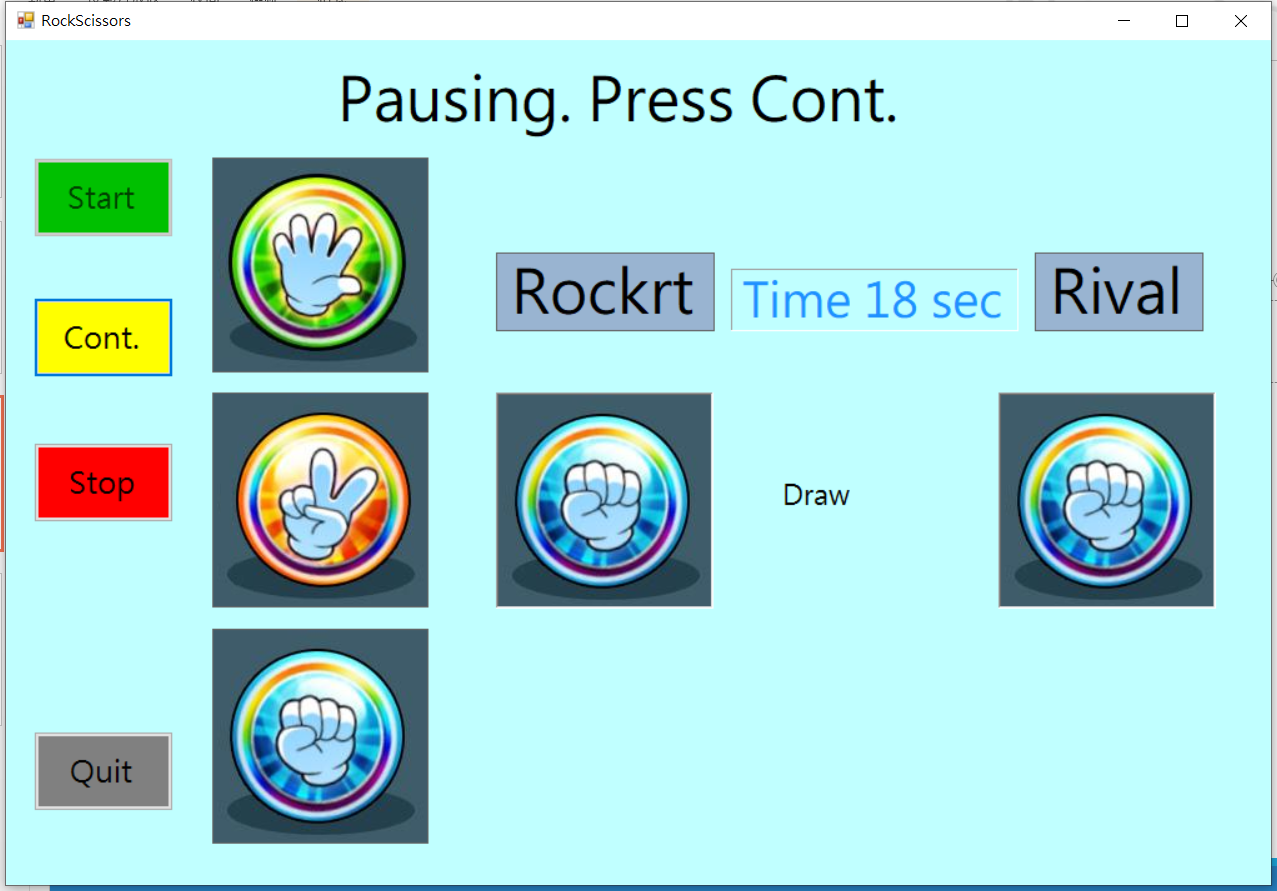 RockScissors
Pausing. Press Cont.
Start
Cont.
Stop
Quit
Rockrt
Time 18 sec
Rival
Draw